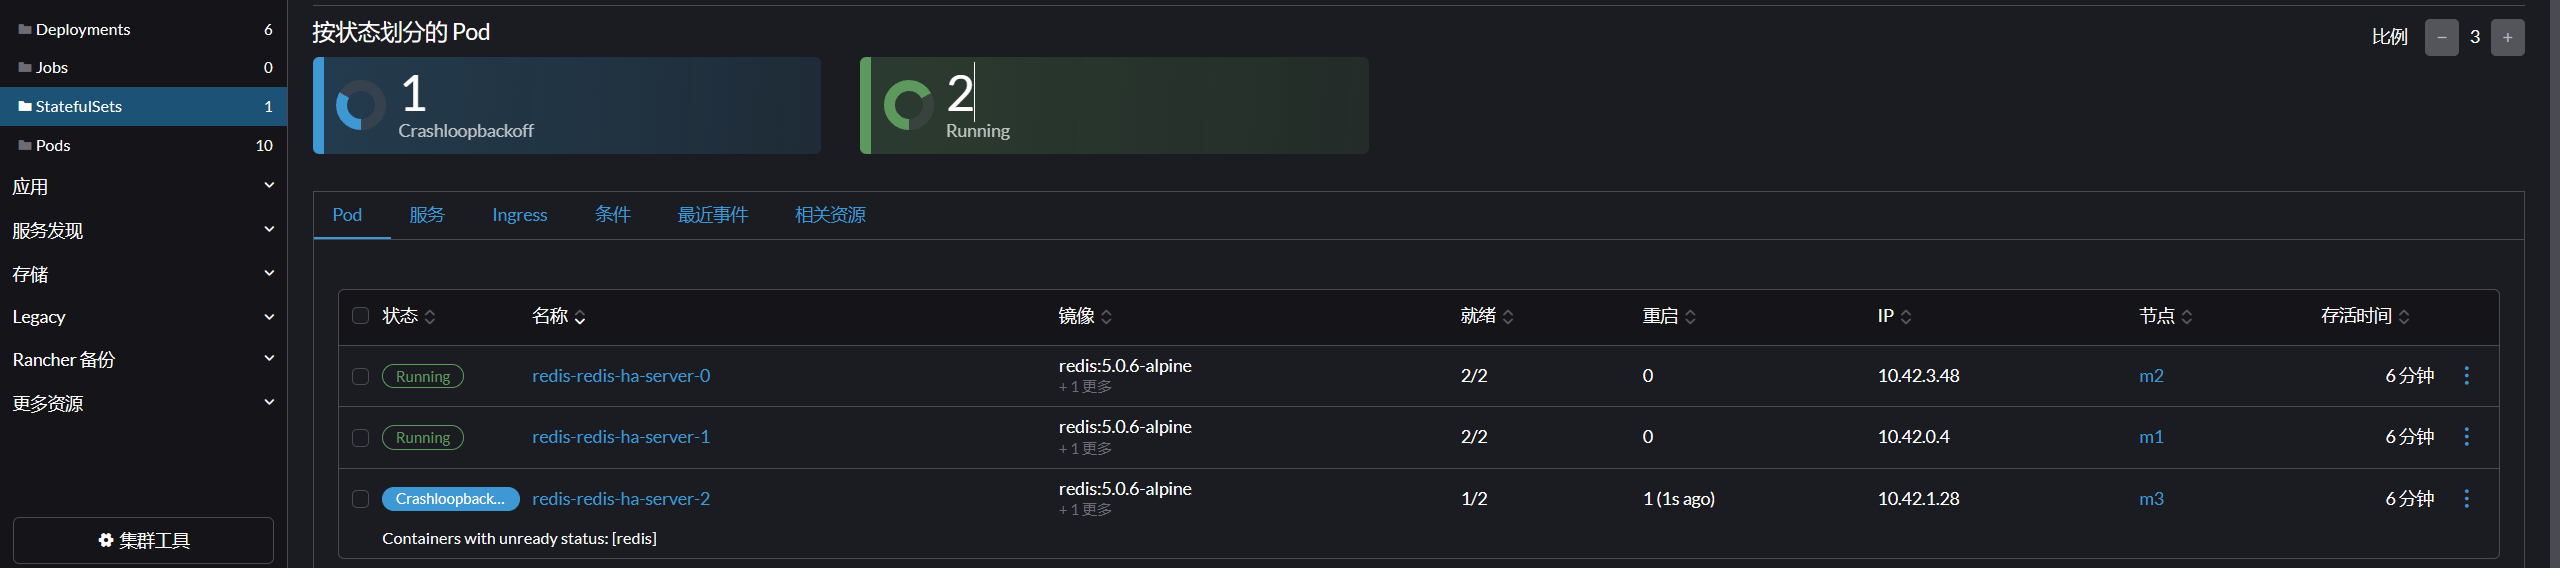 Deployments 6
Jobs 0
StatefulSets 1
Pods 10
应用
服务发现
存储
Legacy
Rancher 备份
更多资源
集群工具
按状态划分的 Pod
比例 − 3 +
1
Crashloopbackoff
2
Running
Pod 服务 Ingress 条件 最近事件 相关资源
状态 名称 镜像 就绪 重启 IP 节点 存活时间
Running redis-redis-ha-server-0 redis:5.0.6-alpine 2/2 0 10.42.3.48 m2 6 分钟
+ 1 更多
Running redis-redis-ha-server-1 redis:5.0.6-alpine 2/2 0 10.42.0.4 m1 6 分钟
+ 1 更多
Crashloopback... redis-redis-ha-server-2 redis:5.0.6-alpine 1/2 1 (1s ago) 10.42.1.28 m3 6 分钟
+ 1 更多
Containers with unready status: [redis]